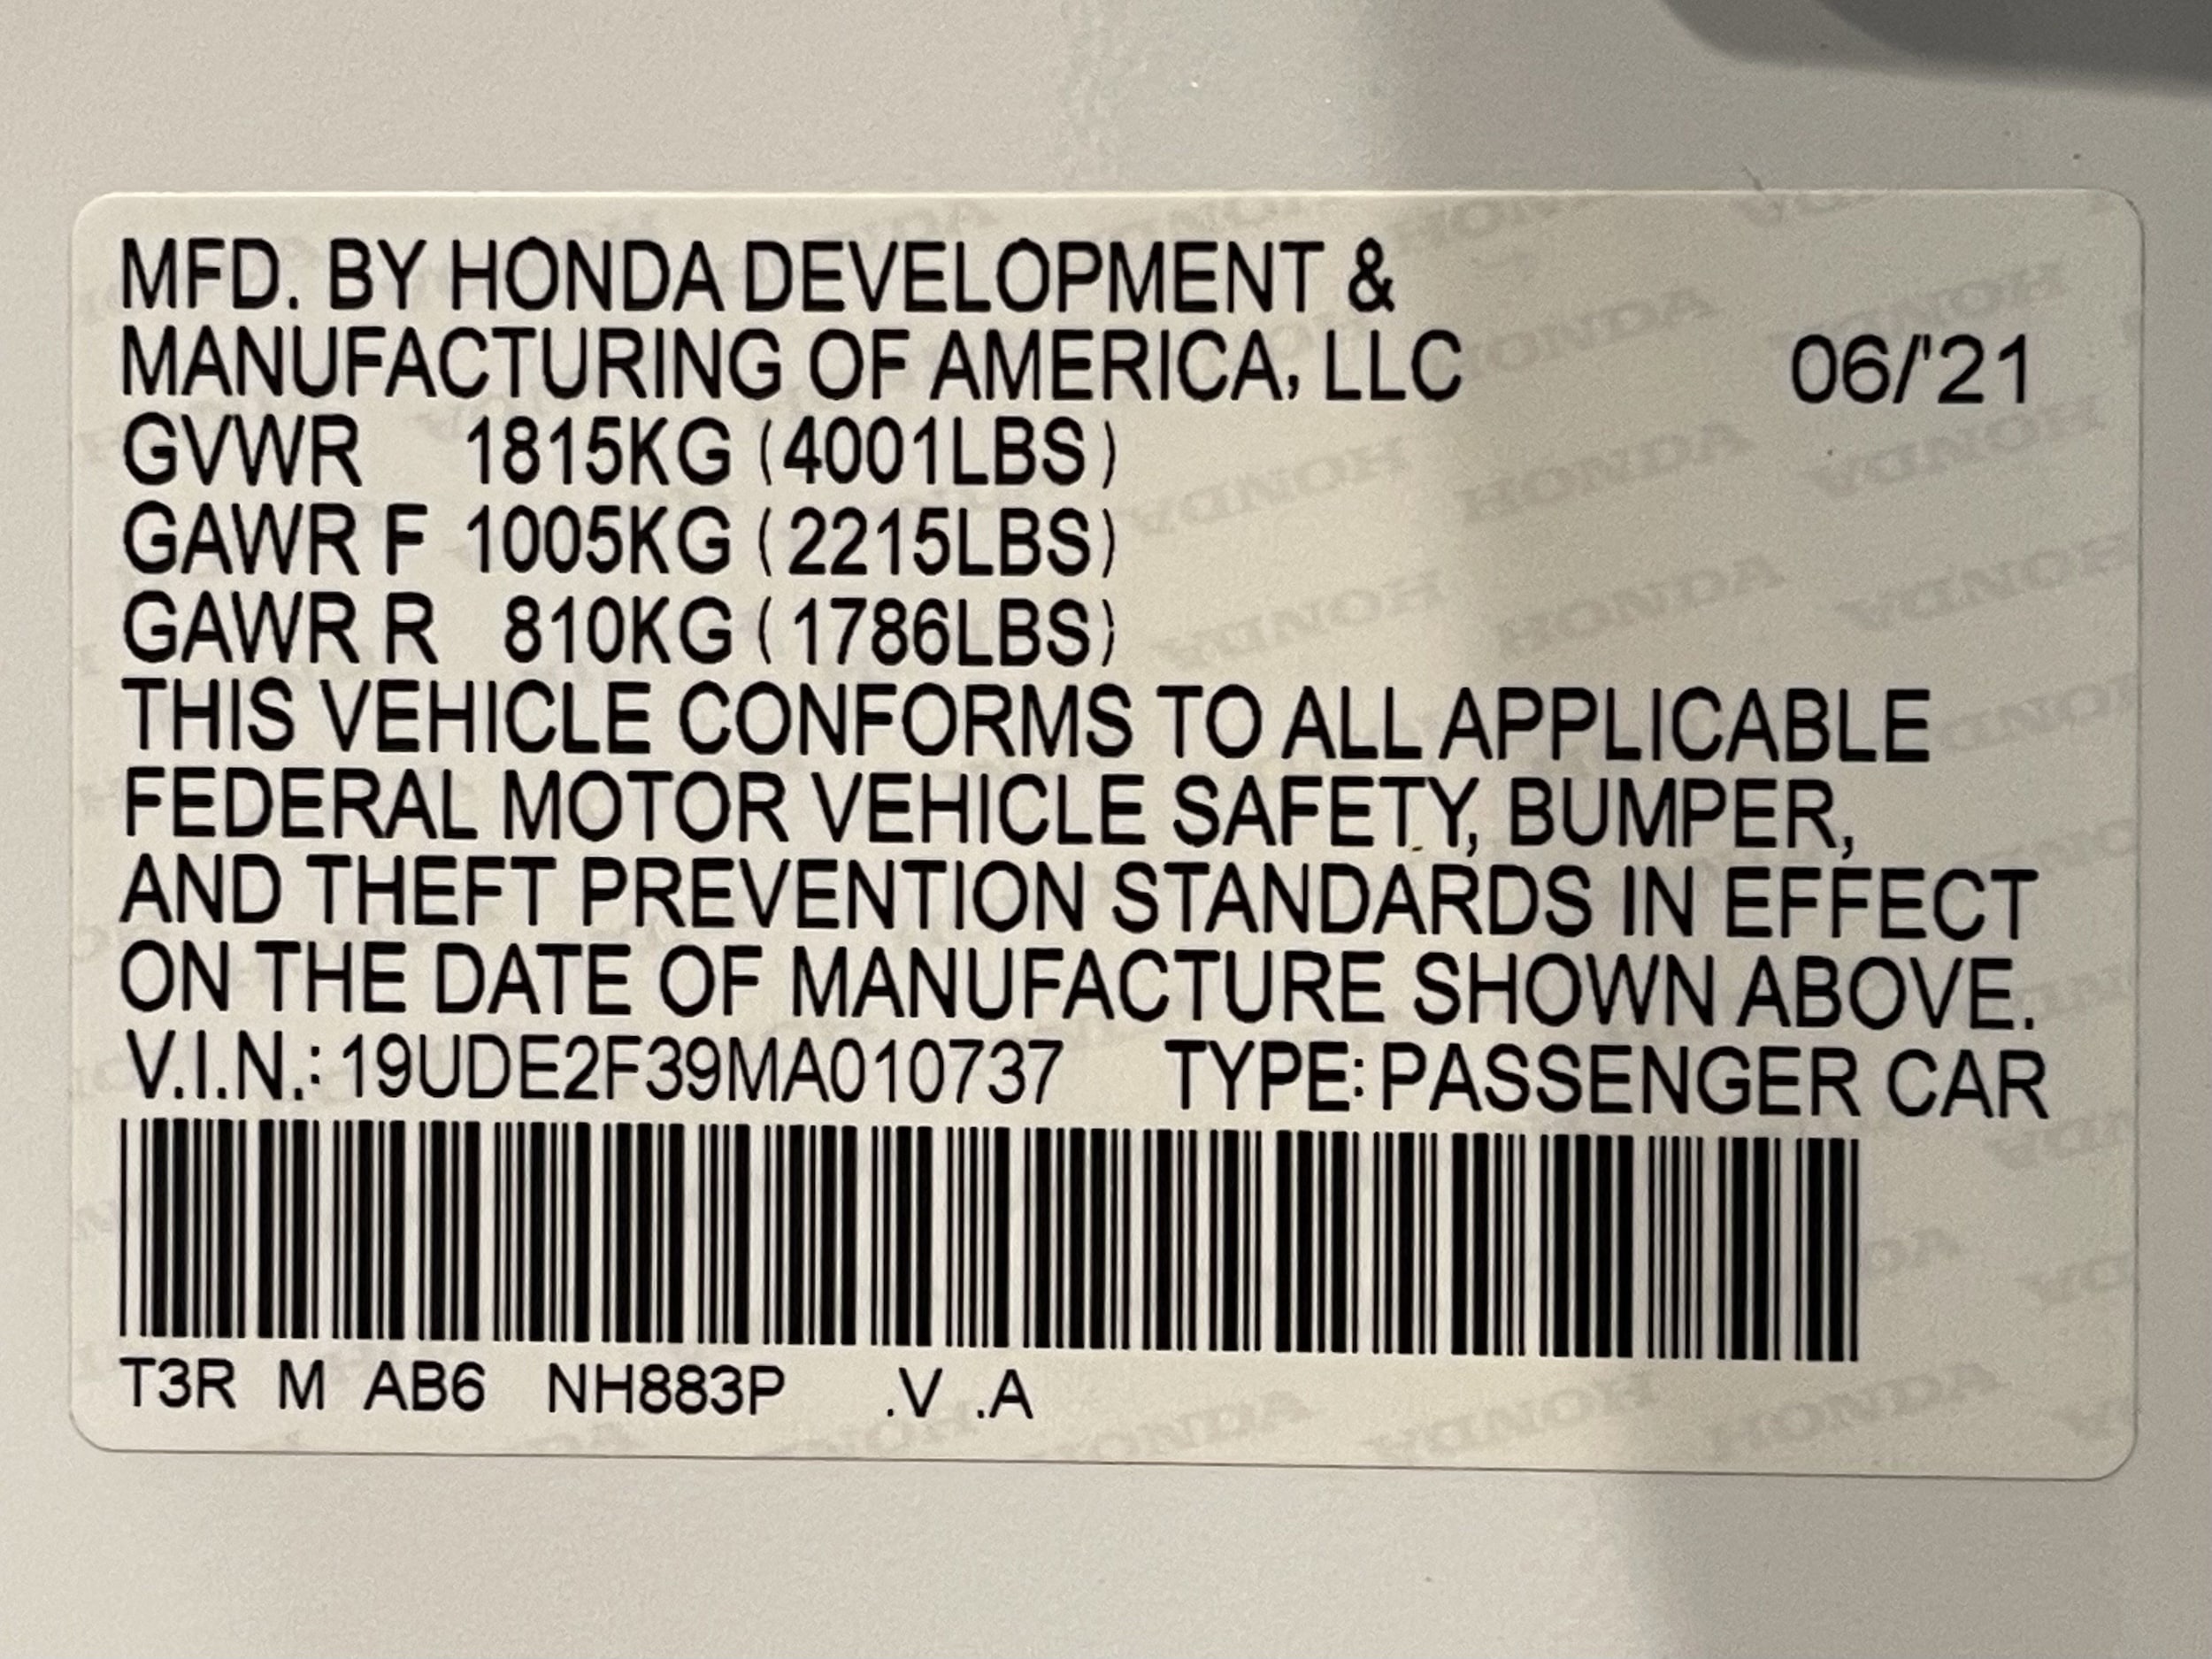 MFD. BY HONDA DEVELOPMENT &
MANUFACTURING OF AMERICA, LLC 06/'21
GVWR 1815KG (4001LBS)
GAWR F 1005KG (2215LBS)
GAWR R 810KG (1786LBS)
THIS VEHICLE CONFORMS TO ALL APPLICABLE
FEDERAL MOTOR VEHICLE SAFETY, BUMPER,
AND THEFT PREVENTION STANDARDS IN EFFECT
ON THE DATE OF MANUFACTURE SHOWN ABOVE.
V.I.N.: 19UDE2F39MA010737 TYPE: PASSENGER CAR
T3R M AB6 NH883P .V .A